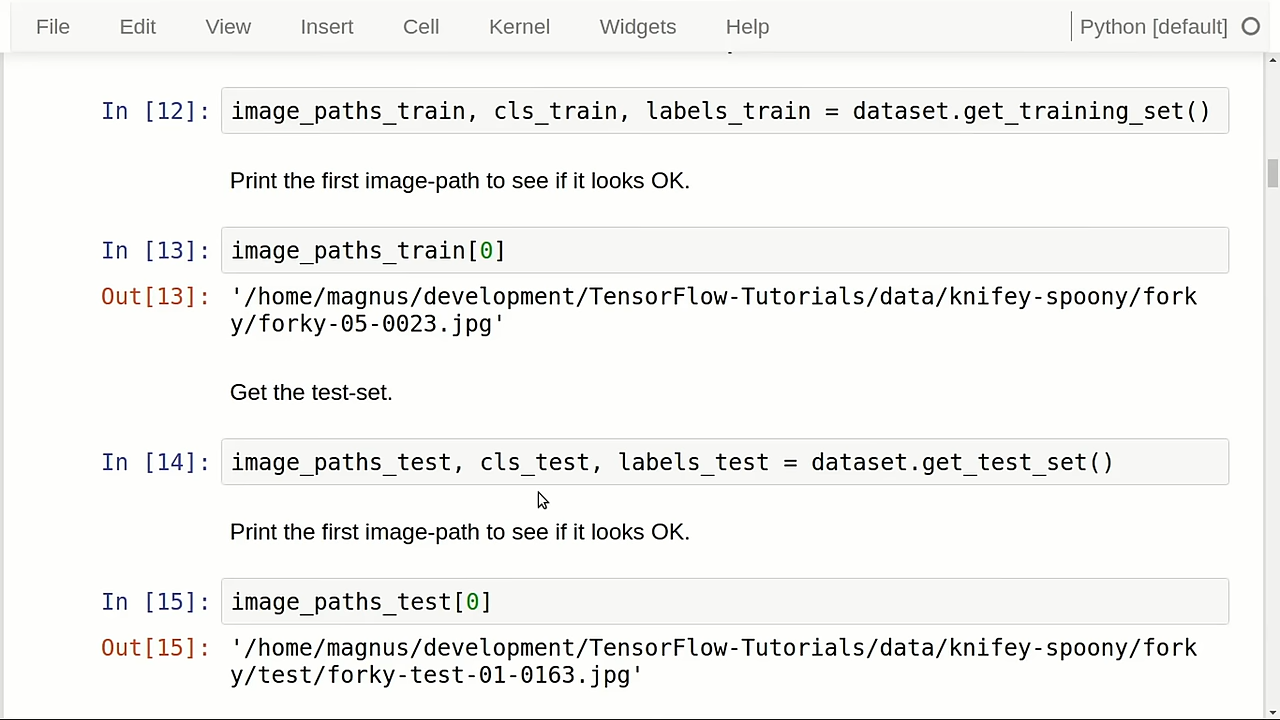 File Edit View Insert Cell Kernel Widgets Help Python [default]
In [12]: image_paths_train, cls_train, labels_train = dataset.get_training_set()
Print the first image-path to see if it looks OK.
In [13]: image_paths_train[0]
Out[13]: '/home/magnus/development/TensorFlow-Tutorials/data/knifey-spoony/fork
y/forky-05-0023.jpg'
Get the test-set.
In [14]: image_paths_test, cls_test, labels_test = dataset.get_test_set()
Print the first image-path to see if it looks OK.
In [15]: image_paths_test[0]
Out[15]: '/home/magnus/development/TensorFlow-Tutorials/data/knifey-spoony/fork
y/test/forky-test-01-0163.jpg'